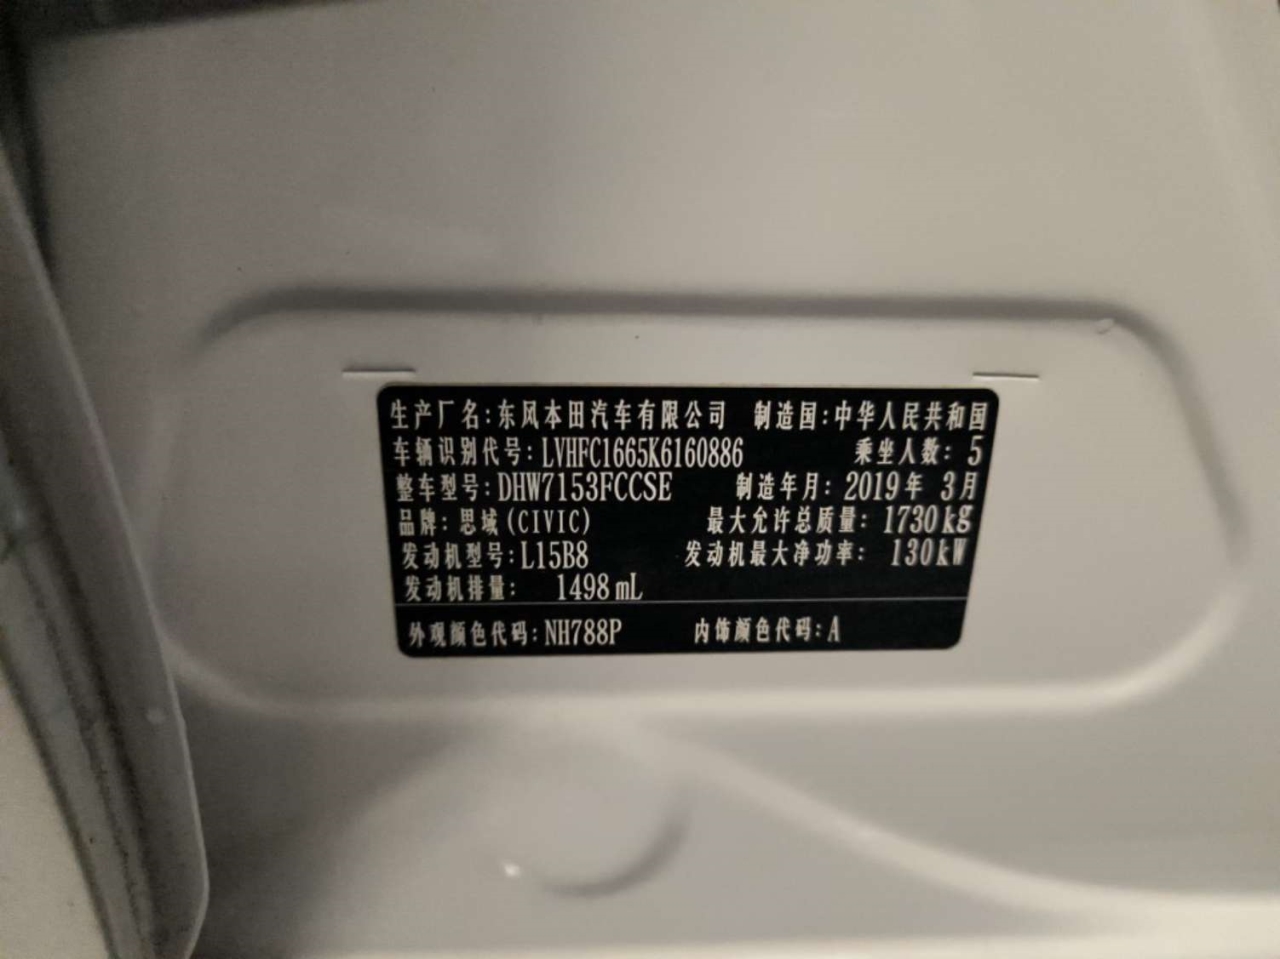 生产厂名:东风本田汽车有限公司 制造国:中华人民共和国
车辆识别代号:LVHFC1665K6160886 乘坐人数:5
整车型号:DHW7153FCCSE 制造年月:2019年 3月
品牌:思域(CIVIC) 最大允许总质量:1730kg
发动机型号:L15B8 发动机最大净功率: 130kW
发动机排量: 1498mL
外观颜色代码:NH788P 内饰颜色代码:A